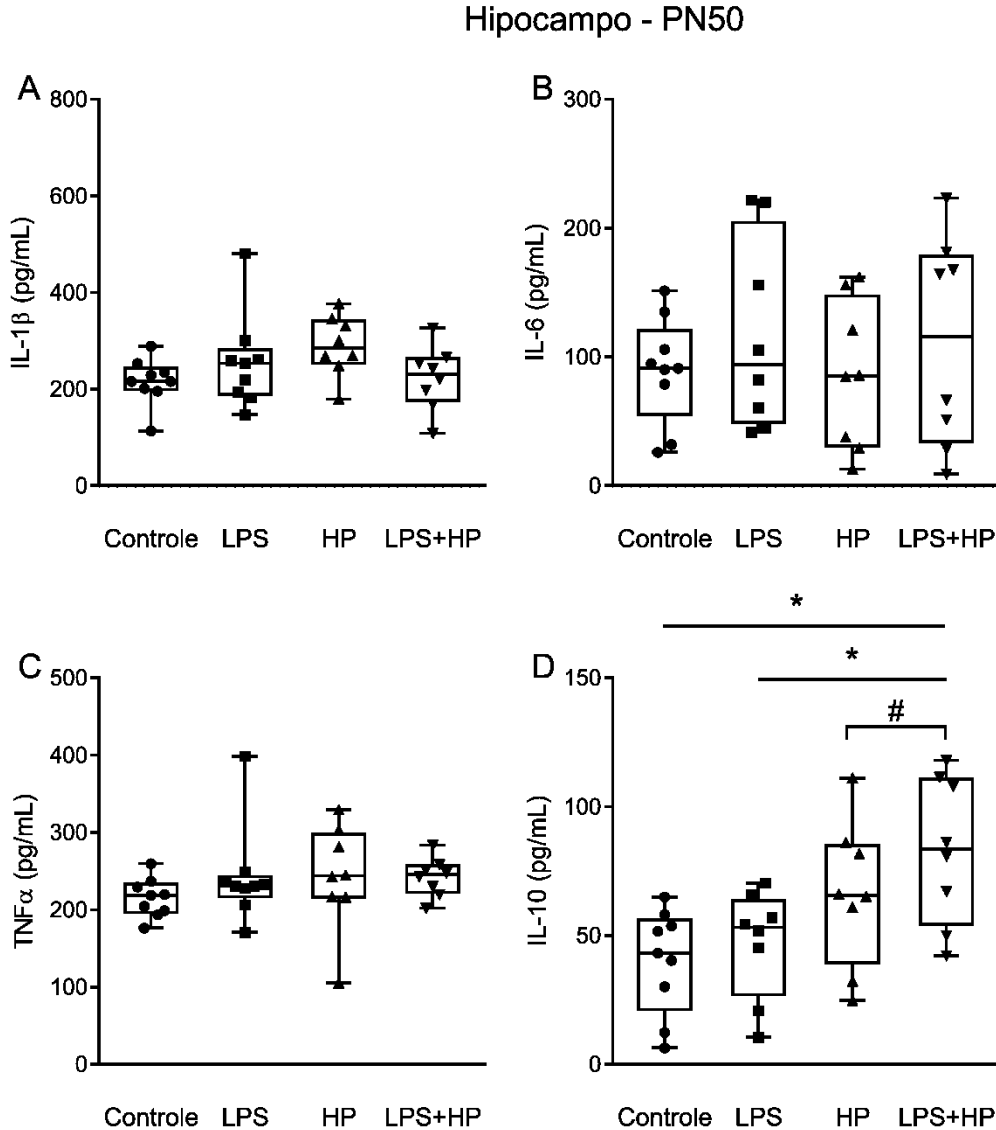 Hipocampo - PN50
A
800
600
400
200
0
IL-1β (pg/mL)
Controle LPS HP LPS+HP
B
300
200
100
0
IL-6 (pg/mL)
Controle LPS HP LPS+HP
C
500
400
300
200
100
0
TNFα (pg/mL)
Controle LPS HP LPS+HP
D
*
*
#
150
100
50
0
IL-10 (pg/mL)
Controle LPS HP LPS+HP